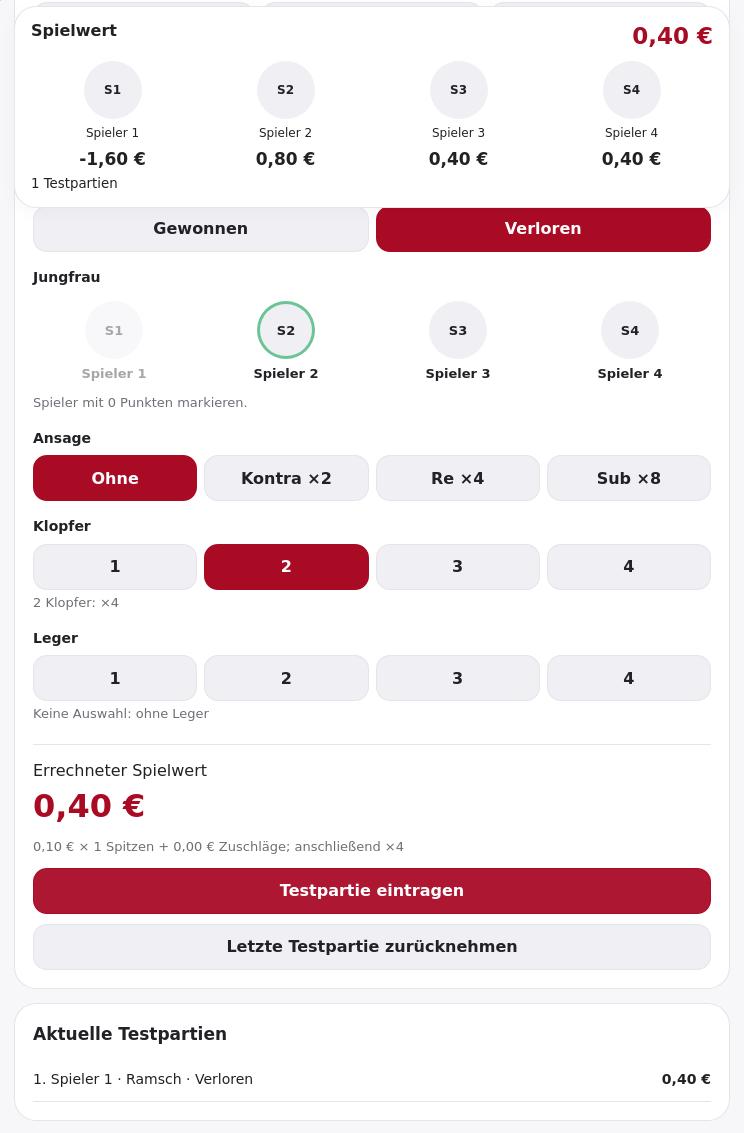 Spielwert
0,40 €
S1 S2 S3 S4
Spieler 1 Spieler 2 Spieler 3 Spieler 4
-1,60 € 0,80 € 0,40 € 0,40 €
1 Testpartien
Gewonnen Verloren
Jungfrau
S1 S2 S3 S4
Spieler 1 Spieler 2 Spieler 3 Spieler 4
Spieler mit 0 Punkten markieren.
Ansage
Ohne Kontra ×2 Re ×4 Sub ×8
Klopfer
1 2 3 4
2 Klopfer: ×4
Leger
1 2 3 4
Keine Auswahl: ohne Leger
Errechneter Spielwert
0,40 €
0,10 € × 1 Spitzen + 0,00 € Zuschläge; anschließend ×4
Testpartie eintragen
Letzte Testpartie zurücknehmen
Aktuelle Testpartien
1. Spieler 1 · Ramsch · Verloren 0,40 €